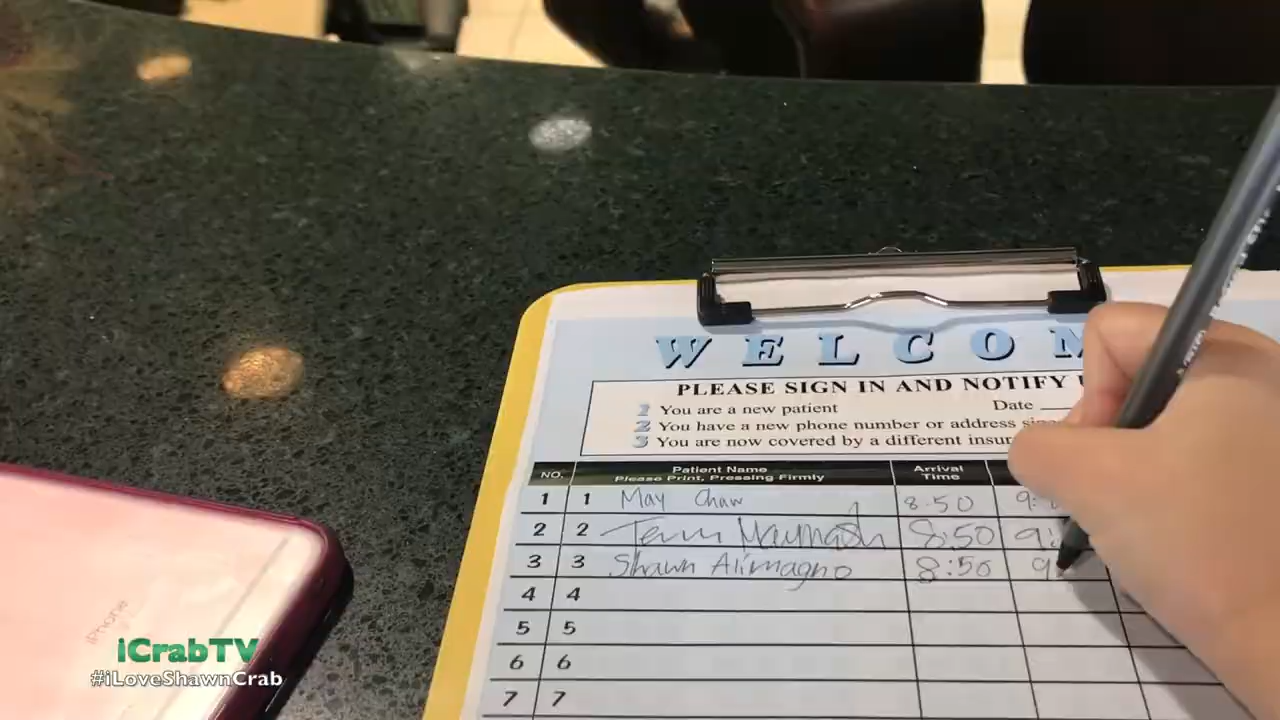 WELCOM
PLEASE SIGN IN AND NOTIFY
1 You are a new patient Date
2 You have a new phone number or address
3 You are now covered by a different
NO. Patient Name Arrival
Please Print, Pressing Firmly Time
1 1 May Chaw 8:50
2 2 8:50
3 3 Shawn Alimagno 8:50
4 4
5 5
6 6
7 7
iPhone
iCrabTV
#iLoveShawnCrab